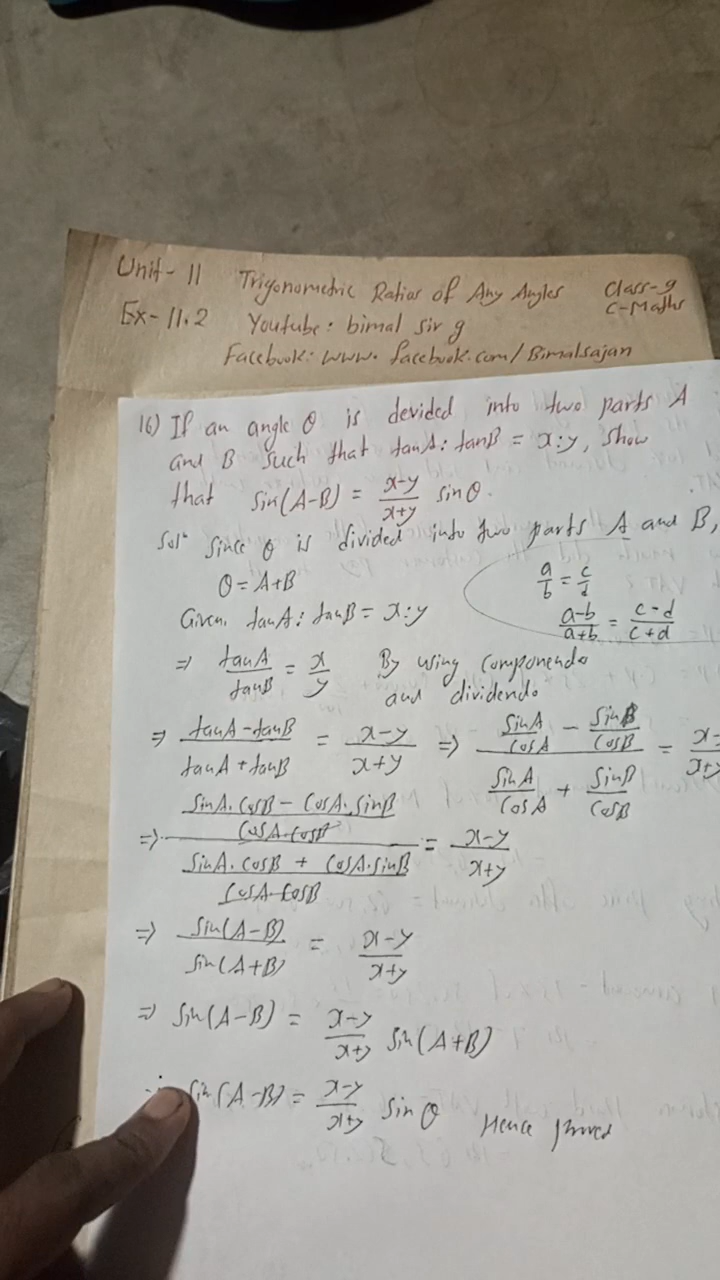 Unit - 11 Trigonometric Ratios of Any Angles Class-9
Ex - 11.2 Youtube: bimal sir g C-Maths
Facebook: www. facebook.com/Bimalsajan
16) If an angle θ is devided into two parts A
and B such that tanA : tanB = x:y, show
that sin(A-B) = (x-y)/(x+y) sinθ.
Solⁿ Since θ is divided into two parts A and B,
θ = A+B
a/b = c/d
Given, tanA : tanB = x:y
(a-b)/(a+b) = (c-d)/(c+d)
⇒ tanA/tanB = x/y By using componendo
and dividendo
⇒ (tanA - tanB)/(tanA + tanB) = (x-y)/(x+y) ⇒ (sinA/cosA - sinB/cosB)/(sinA/cosA + sinB/cosB) = x-/x+y
⇒ ((sinA.cosB - cosA.sinB)/(cosA.cosB))/((sinA.cosB + cosA.sinB)/(cosA.cosB)) = (x-y)/(x+y)
⇒ sin(A-B)/sin(A+B) = (x-y)/(x+y)
⇒ sin(A-B) = (x-y)/(x+y) sin(A+B)
sin(A-B) = (x-y)/(x+y) sinθ Hence proved